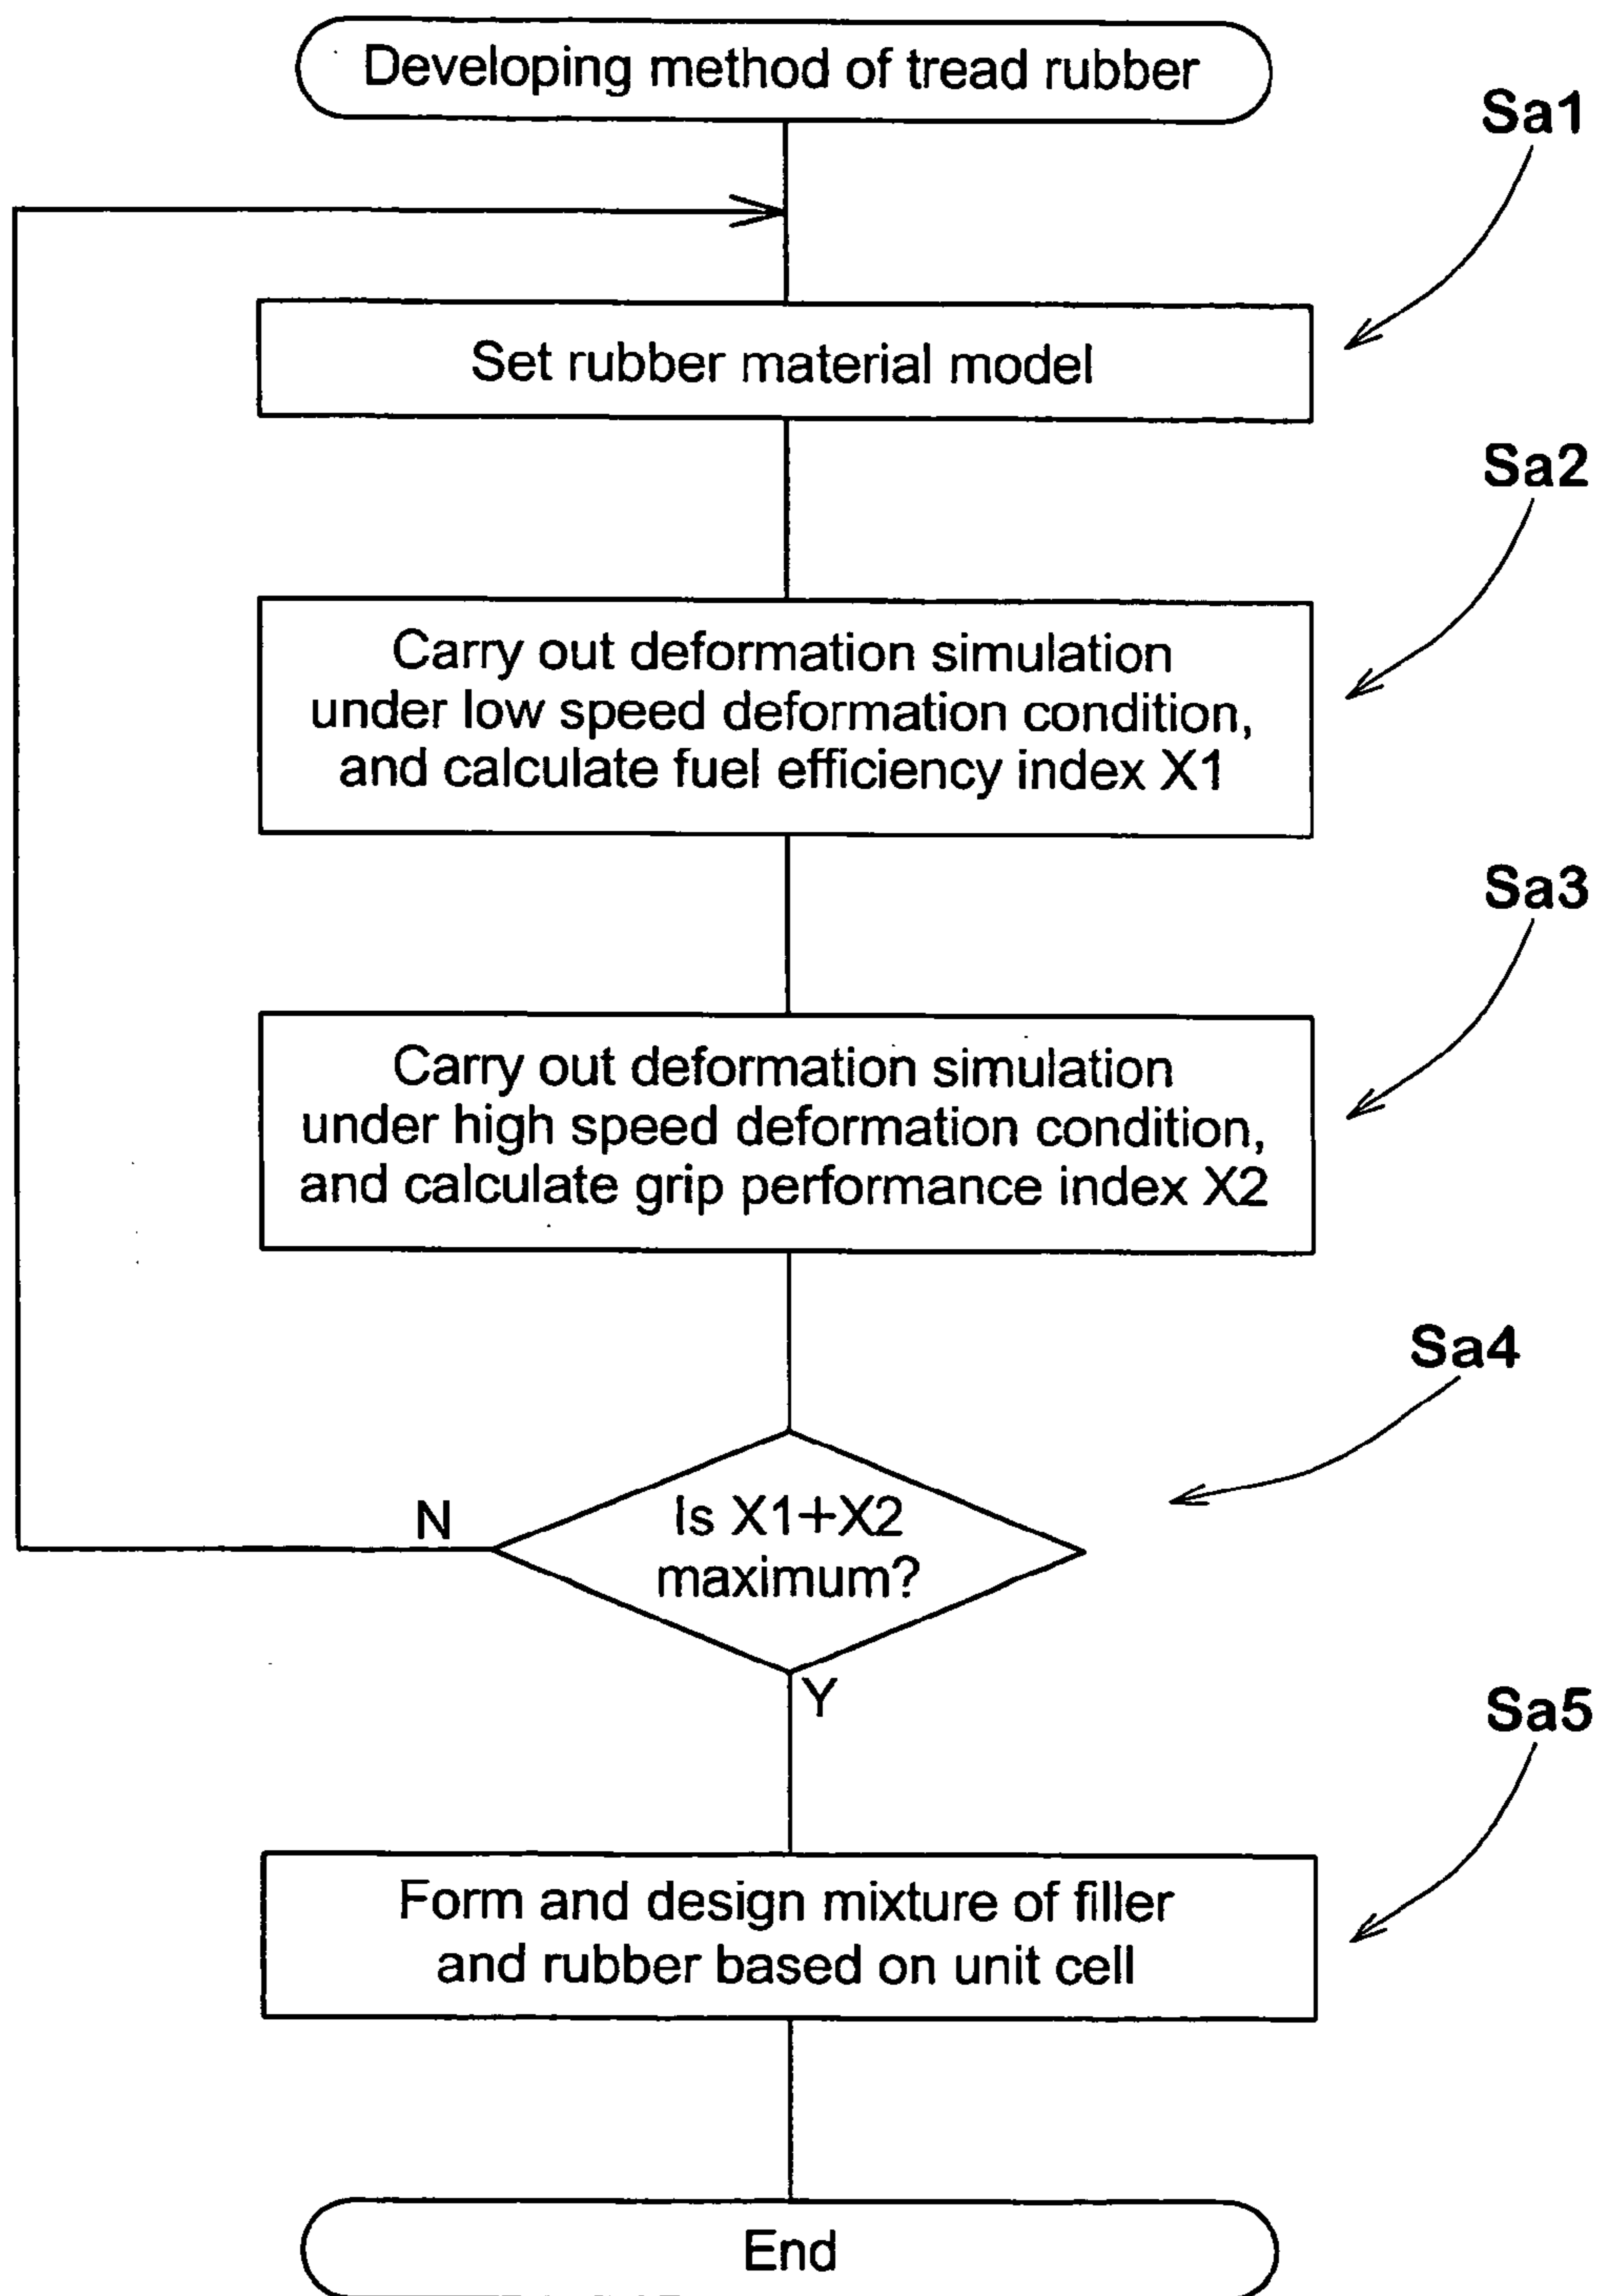 Developing method of tread rubber
Sa1
Set rubber material model
Sa2
Carry out deformation simulation
under low speed deformation condition,
and calculate fuel efficiency index X1
Sa3
Carry out deformation simulation
under high speed deformation condition,
and calculate grip performance index X2
Sa4
N
Is X1+X2
maximum?
Y
Sa5
Form and design mixture of filler
and rubber based on unit cell
End